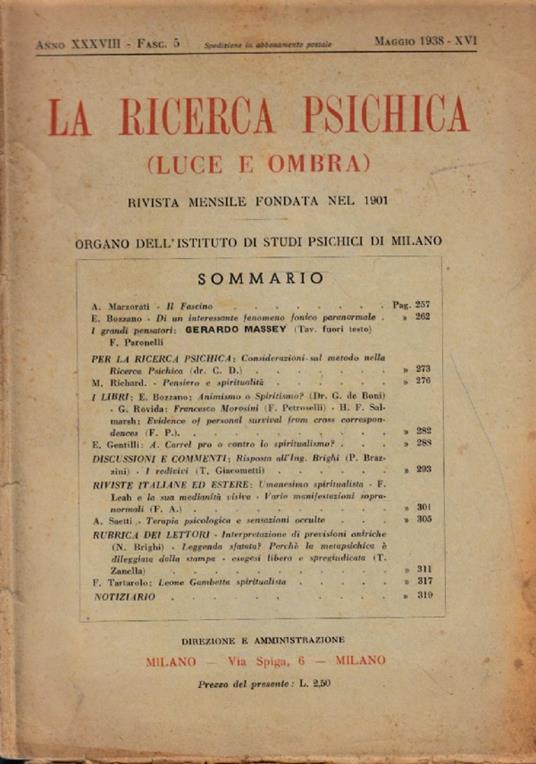 ANNO XXXVIII - FASC. 5 Spedizione in abbonamento postale MAGGIO 1938 - XVI
LA RICERCA PSICHICA
(LUCE E OMBRA)
RIVISTA MENSILE FONDATA NEL 1901
ORGANO DELL'ISTITUTO DI STUDI PSICHICI DI MILANO
SOMMARIO
A. Marzorati - Il Fascino . . . . . . . Pag. 257
E. Bozzano - Di un interessante fenomeno fonico paranormale . » 262
I grandi pensatori: GERARDO MASSEY (Tav. fuori testo)
F. Paronelli
PER LA RICERCA PSICHICA: Considerazioni sul metodo nella
Ricerca Psichica (dr. C. D.) . . . . . . » 273
M. Richard. - Pensiero e spiritualità . . . . . » 276
I LIBRI; E. Bozzano; Animismo o Spiritismo? (Dr. G. de Boni)
- G. Rovida: Francesco Morosini (F. Petroselli) - H. F. Sal-
marsh; Evidence of personal survival from cross correspon-
dences (F. P.). . . . . . . . . » 282
E. Gentilli; A. Carrel pro o contro lo spiritualismo? . . . » 288
DISCUSSIONI E COMMENTI; Risposta all'Ing. Brighi (P. Braz-
zini) - I redivivi (T. Giacometti) . . . . . » 293
RIVISTE ITALIANE ED ESTERE: Umanesimo spiritualista - F.
Leah e la sua medianità visiva - Varie manifestazioni sopra-
normali (F. A.) . . . . . . . . » 301
A. Saetti - Terapia psicologica e sensazioni occulte . . . » 305
RUBRICA DEI LETTORI - Interpretazione di previsioni oniriche
(N. Brighi) - Leggenda sfatata? Perchè la metapsichica è
dileggiata dalla stampa - esegesi libera e spregiudicata (T.
Zanella) . . . . . . . . . » 311
F. Tartarolo; Leone Gambetta spiritualista . . . . » 317
NOTIZIARIO . . . . . . . . . » 319
DIREZIONE E AMMINISTRAZIONE
MILANO — Via Spiga, 6 — MILANO
Prezzo del presente: L. 2,50